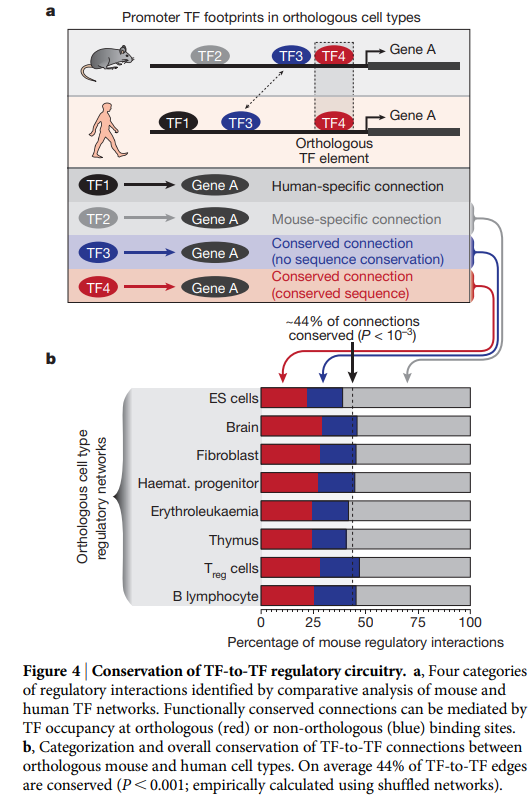 a
Promoter TF footprints in orthologous cell types
TF2 TF3 TF4 Gene A
TF1 TF3 TF4 Gene A
Orthologous
TF element
TF1 Gene A Human-specific connection
TF2 Gene A Mouse-specific connection
TF3 Gene A Conserved connection
(no sequence conservation)
TF4 Gene A Conserved connection
(conserved sequence)
~44% of connections
conserved (P < 10⁻³)
b
Orthologous cell type
regulatory networks
ES cells
Brain
Fibroblast
Haemat. progenitor
Erythroleukaemia
Thymus
Treg cells
B lymphocyte
0 25 50 75 100
Percentage of mouse regulatory interactions
Figure 4 | Conservation of TF-to-TF regulatory circuitry. a, Four categories
of regulatory interactions identified by comparative analysis of mouse and
human TF networks. Functionally conserved connections can be mediated by
TF occupancy at orthologous (red) or non-orthologous (blue) binding sites.
b, Categorization and overall conservation of TF-to-TF connections between
orthologous mouse and human cell types. On average 44% of TF-to-TF edges
are conserved (P < 0.001; empirically calculated using shuffled networks).